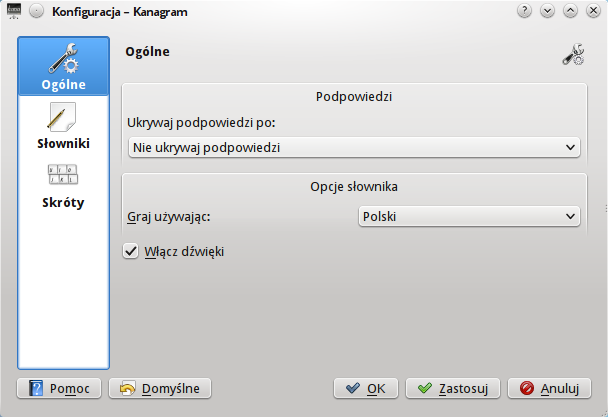 Konfiguracja – Kanagram
Ogólne
Słowniki
Skróty
Ogólne
Podpowiedzi
Ukrywaj podpowiedzi po:
Nie ukrywaj podpowiedzi
Opcje słownika
Graj używając:
Polski
Włącz dźwięki
Pomoc
Domyślne
OK
Zastosuj
Anuluj